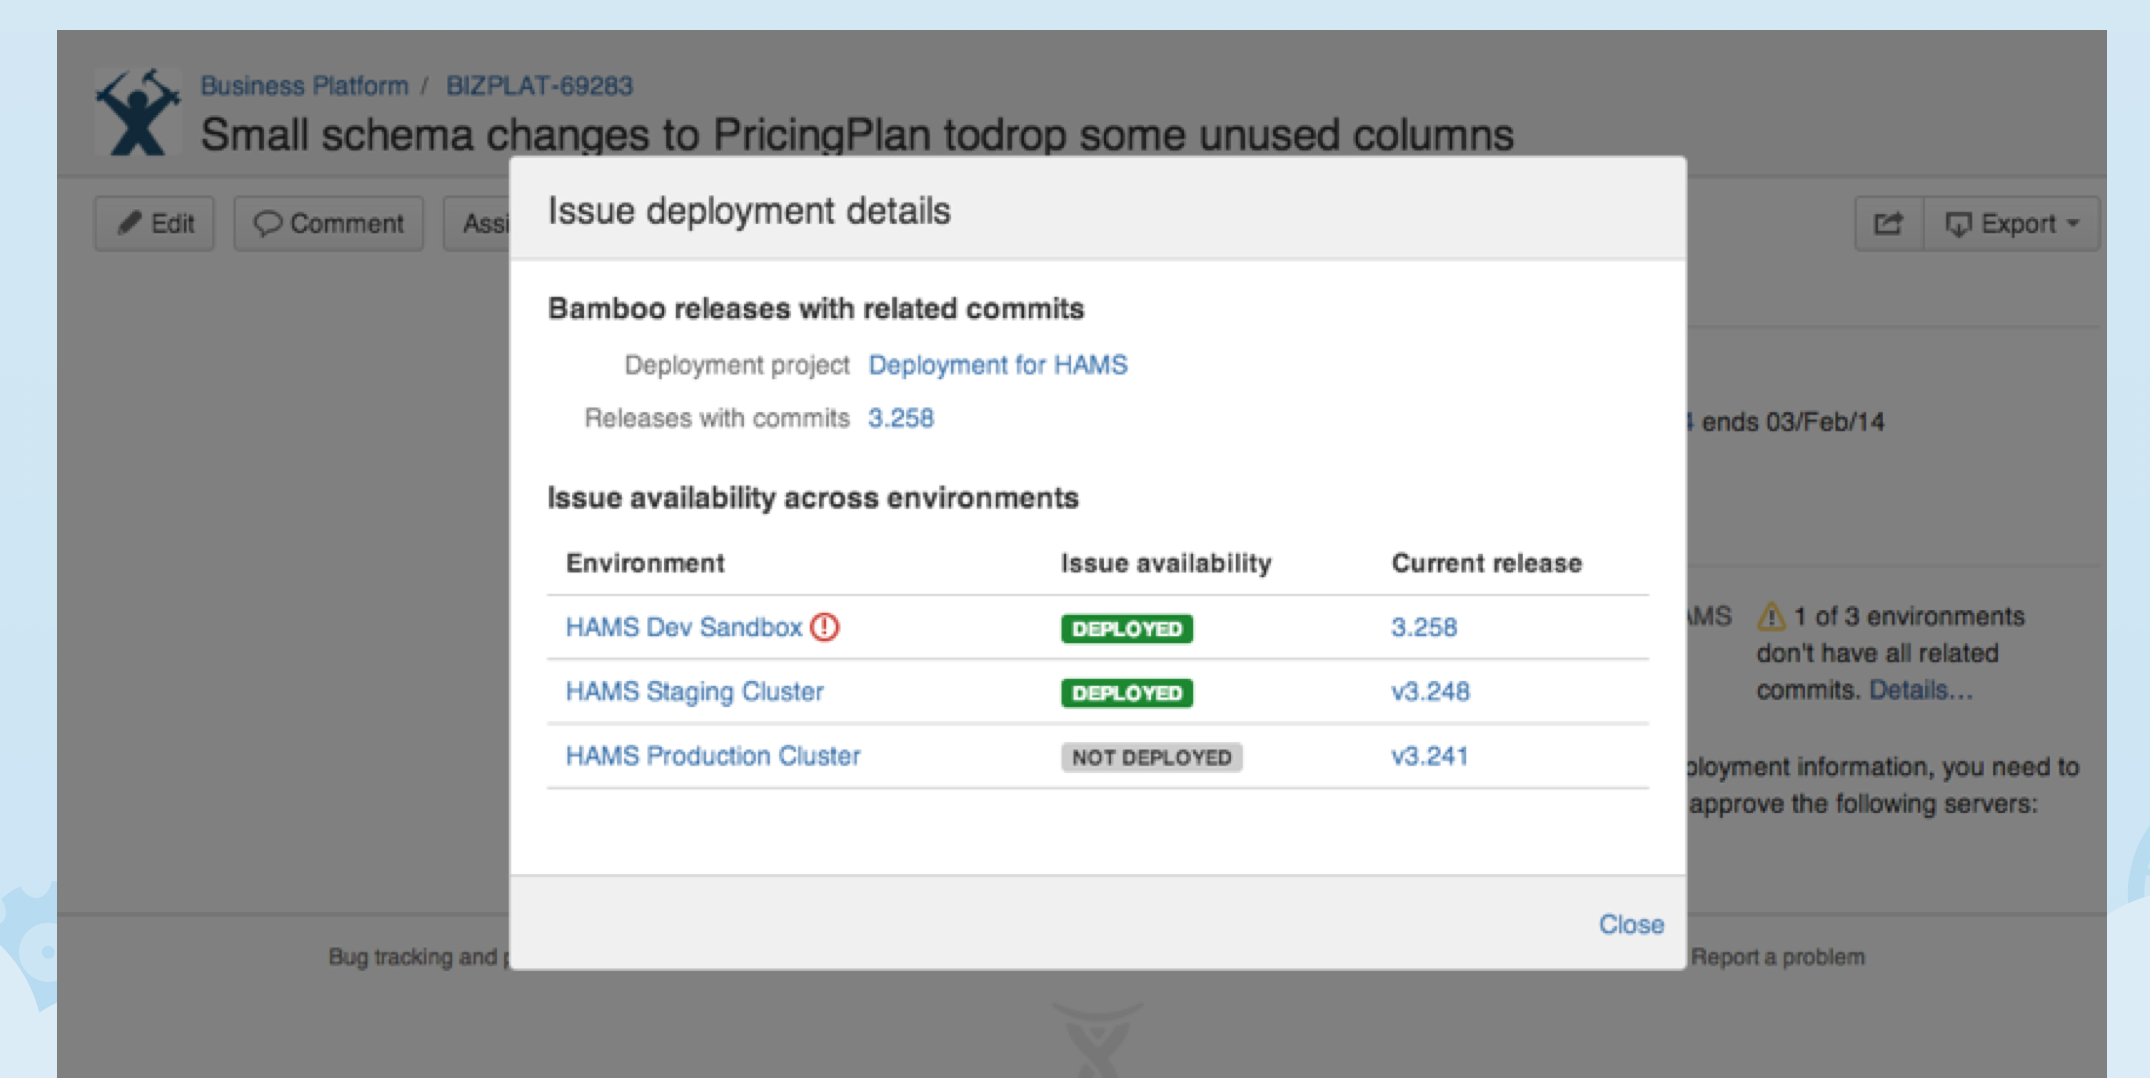 Business Platform / BIZPLAT-69283
Small schema changes to PricingPlan todrop some unused columns
Edit Comment Assi Export
Issue deployment details
Bamboo releases with related commits
Deployment project Deployment for HAMS
Releases with commits 3.258
ends 03/Feb/14
Issue availability across environments
Environment Issue availability Current release
HAMS Dev Sandbox DEPLOYED 3.258
HAMS Staging Cluster DEPLOYED v3.248
HAMS Production Cluster NOT DEPLOYED v3.241
AMS 1 of 3 environments
don't have all related
commits. Details...
ployment information, you need to
approve the following servers:
Close
Bug tracking and p
Report a problem